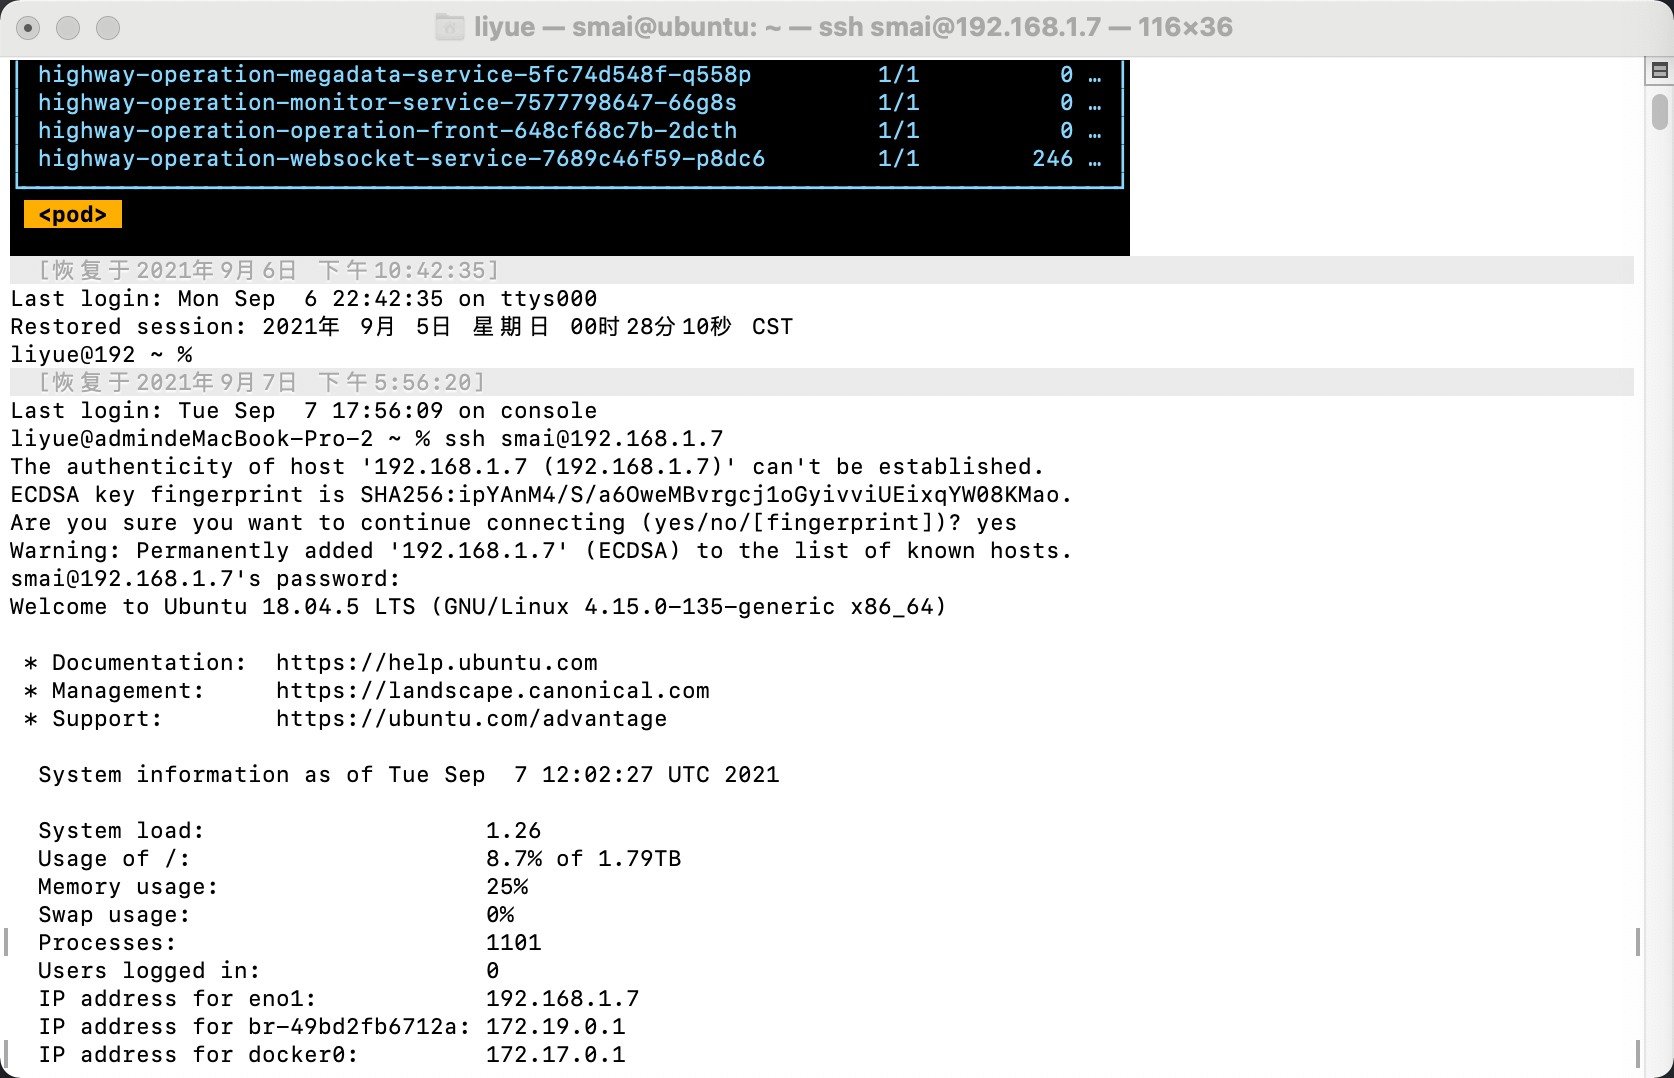 liyue — smai@ubuntu: ~ — ssh smai@192.168.1.7 — 116×36
highway-operation-megadata-service-5fc74d548f-q558p 1/1 0 …
highway-operation-monitor-service-7577798647-66g8s 1/1 0 …
highway-operation-operation-front-648cf68c7b-2dcth 1/1 0 …
highway-operation-websocket-service-7689c46f59-p8dc6 1/1 246 …
<pod>
[恢复于2021年9月6日 下午10:42:35]
Last login: Mon Sep  6 22:42:35 on ttys000
Restored session: 2021年 9月 5日 星期日 00时28分10秒 CST
liyue@192 ~ %
[恢复于2021年9月7日 下午5:56:20]
Last login: Tue Sep  7 17:56:09 on console
liyue@admindeMacBook-Pro-2 ~ % ssh smai@192.168.1.7
The authenticity of host '192.168.1.7 (192.168.1.7)' can't be established.
ECDSA key fingerprint is SHA256:ipYAnM4/S/a6OweMBvrgcj1oGyivviUEixqYW08KMao.
Are you sure you want to continue connecting (yes/no/[fingerprint])? yes
Warning: Permanently added '192.168.1.7' (ECDSA) to the list of known hosts.
smai@192.168.1.7's password:
Welcome to Ubuntu 18.04.5 LTS (GNU/Linux 4.15.0-135-generic x86_64)
* Documentation:  https://help.ubuntu.com
* Management:     https://landscape.canonical.com
* Support:        https://ubuntu.com/advantage
System information as of Tue Sep  7 12:02:27 UTC 2021
System load: 1.26
Usage of /: 8.7% of 1.79TB
Memory usage: 25%
Swap usage: 0%
Processes: 1101
Users logged in: 0
IP address for eno1: 192.168.1.7
IP address for br-49bd2fb6712a: 172.19.0.1
IP address for docker0: 172.17.0.1